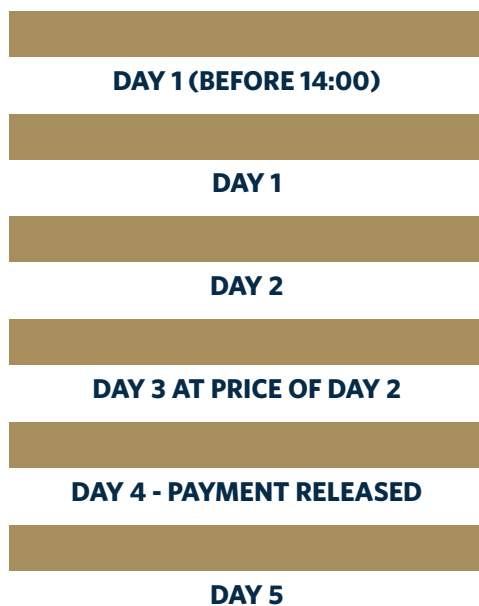 DAY 1 (BEFORE 14:00)
DAY 1
DAY 2
DAY 3 AT PRICE OF DAY 2
DAY 4 - PAYMENT RELEASED
DAY 5